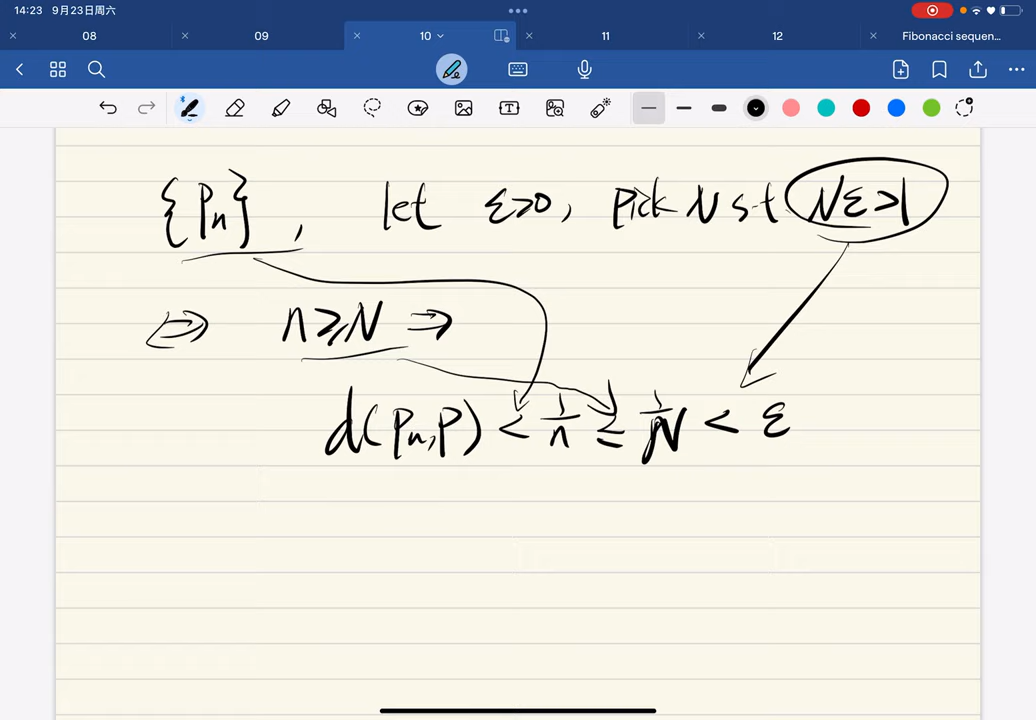 14:23 9月23日周六
08 09 10 11 12 Fibonacci sequen...
{Pn}, let ε>0, pick N s.t Nε>1
⇔ n≥N →
d(Pn,P) < 1/n ≤ 1/N < ε